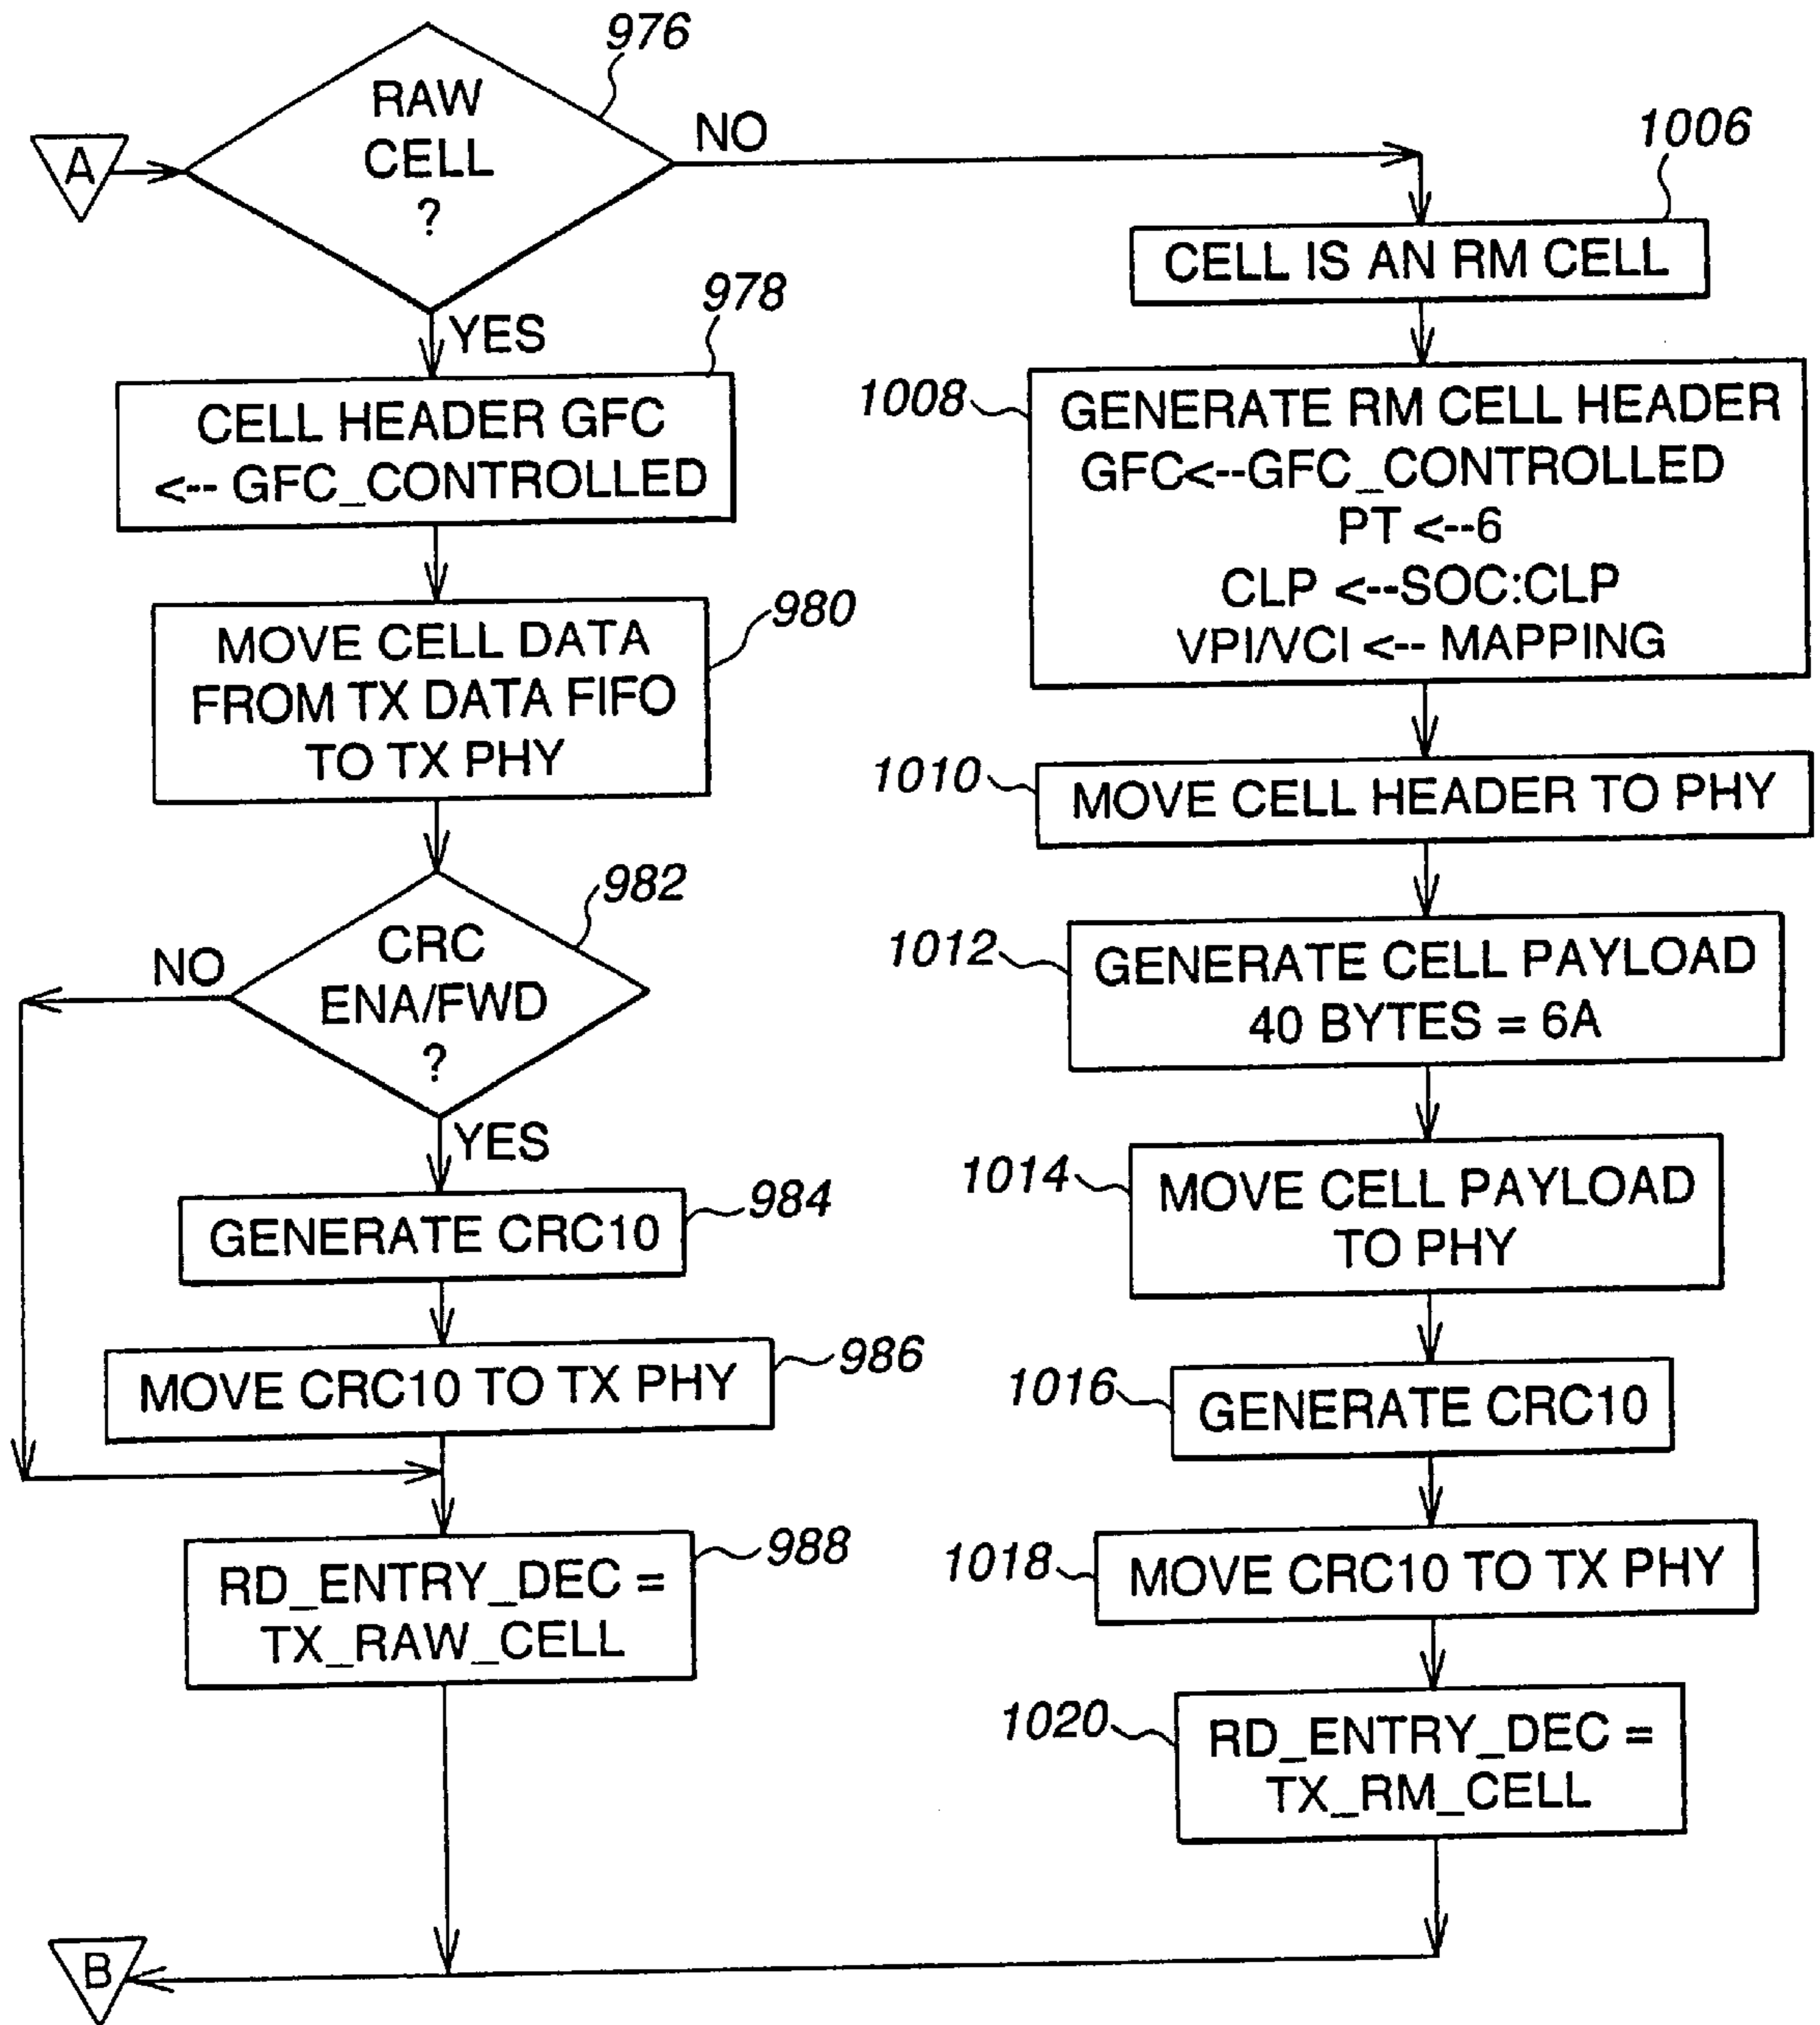 976
RAW
CELL
?
A
NO
YES
978
CELL HEADER GFC
<-- GFC_CONTROLLED
980
MOVE CELL DATA
FROM TX DATA FIFO
TO TX PHY
982
CRC
ENA/FWD
?
NO
YES
984
GENERATE CRC10
986
MOVE CRC10 TO TX PHY
988
RD_ENTRY_DEC =
TX_RAW_CELL
1006
CELL IS AN RM CELL
1008
GENERATE RM CELL HEADER
GFC<--GFC_CONTROLLED
PT <--6
CLP <--SOC:CLP
VPI/VCI <-- MAPPING
1010
MOVE CELL HEADER TO PHY
1012
GENERATE CELL PAYLOAD
40 BYTES = 6A
1014
MOVE CELL PAYLOAD
TO PHY
1016
GENERATE CRC10
1018
MOVE CRC10 TO TX PHY
1020
RD_ENTRY_DEC =
TX_RM_CELL
B